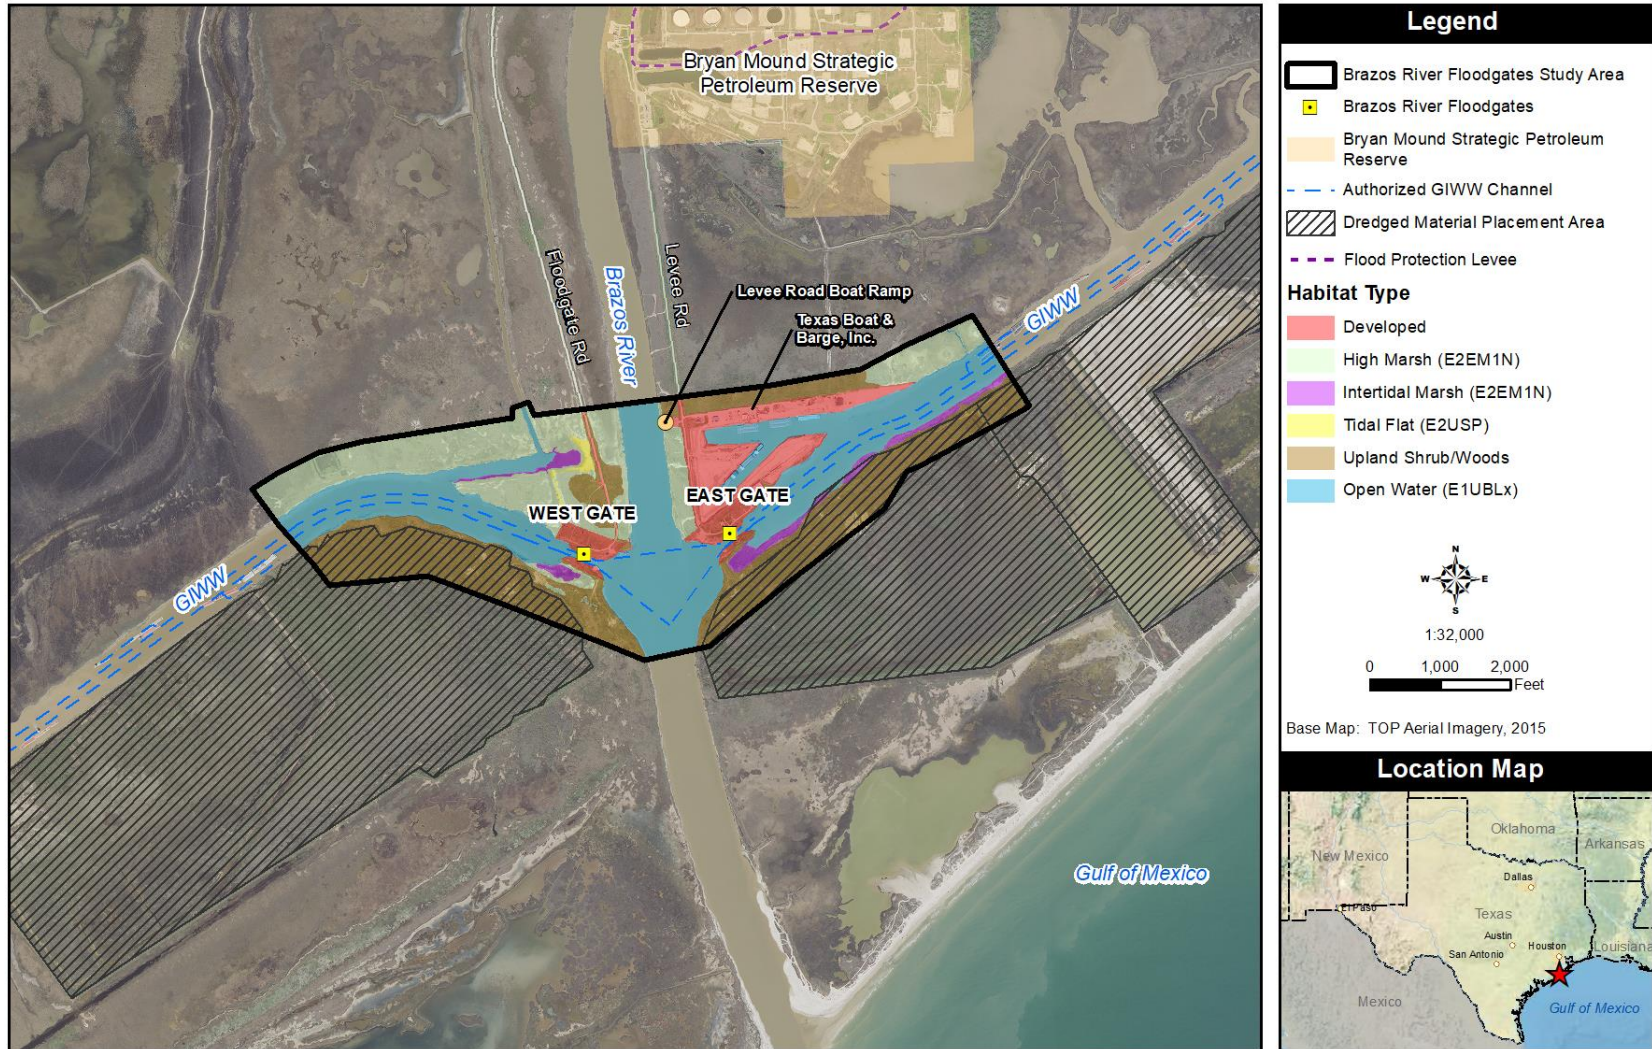 Bryan Mound Strategic
Petroleum Reserve
Floodgate Rd
Brazos River
Levee Rd
Levee Road Boat Ramp
Texas Boat &
Barge, Inc.
GIWW
WEST GATE
EAST GATE
GIWW
Gulf of Mexico
Legend
Brazos River Floodgates Study Area
Brazos River Floodgates
Bryan Mound Strategic Petroleum
Reserve
Authorized GIWW Channel
Dredged Material Placement Area
Flood Protection Levee
Habitat Type
Developed
High Marsh (E2EM1N)
Intertidal Marsh (E2EM1N)
Tidal Flat (E2USP)
Upland Shrub/Woods
Open Water (E1UBLx)
N
W E
S
1:32,000
0 1,000 2,000
Feet
Base Map: TOP Aerial Imagery, 2015
Location Map
Oklahoma
Arkansas
New Mexico
Dallas
El Paso
Texas
Austin
Houston
San Antonio
Louisiana
Mexico
Gulf of Mexico